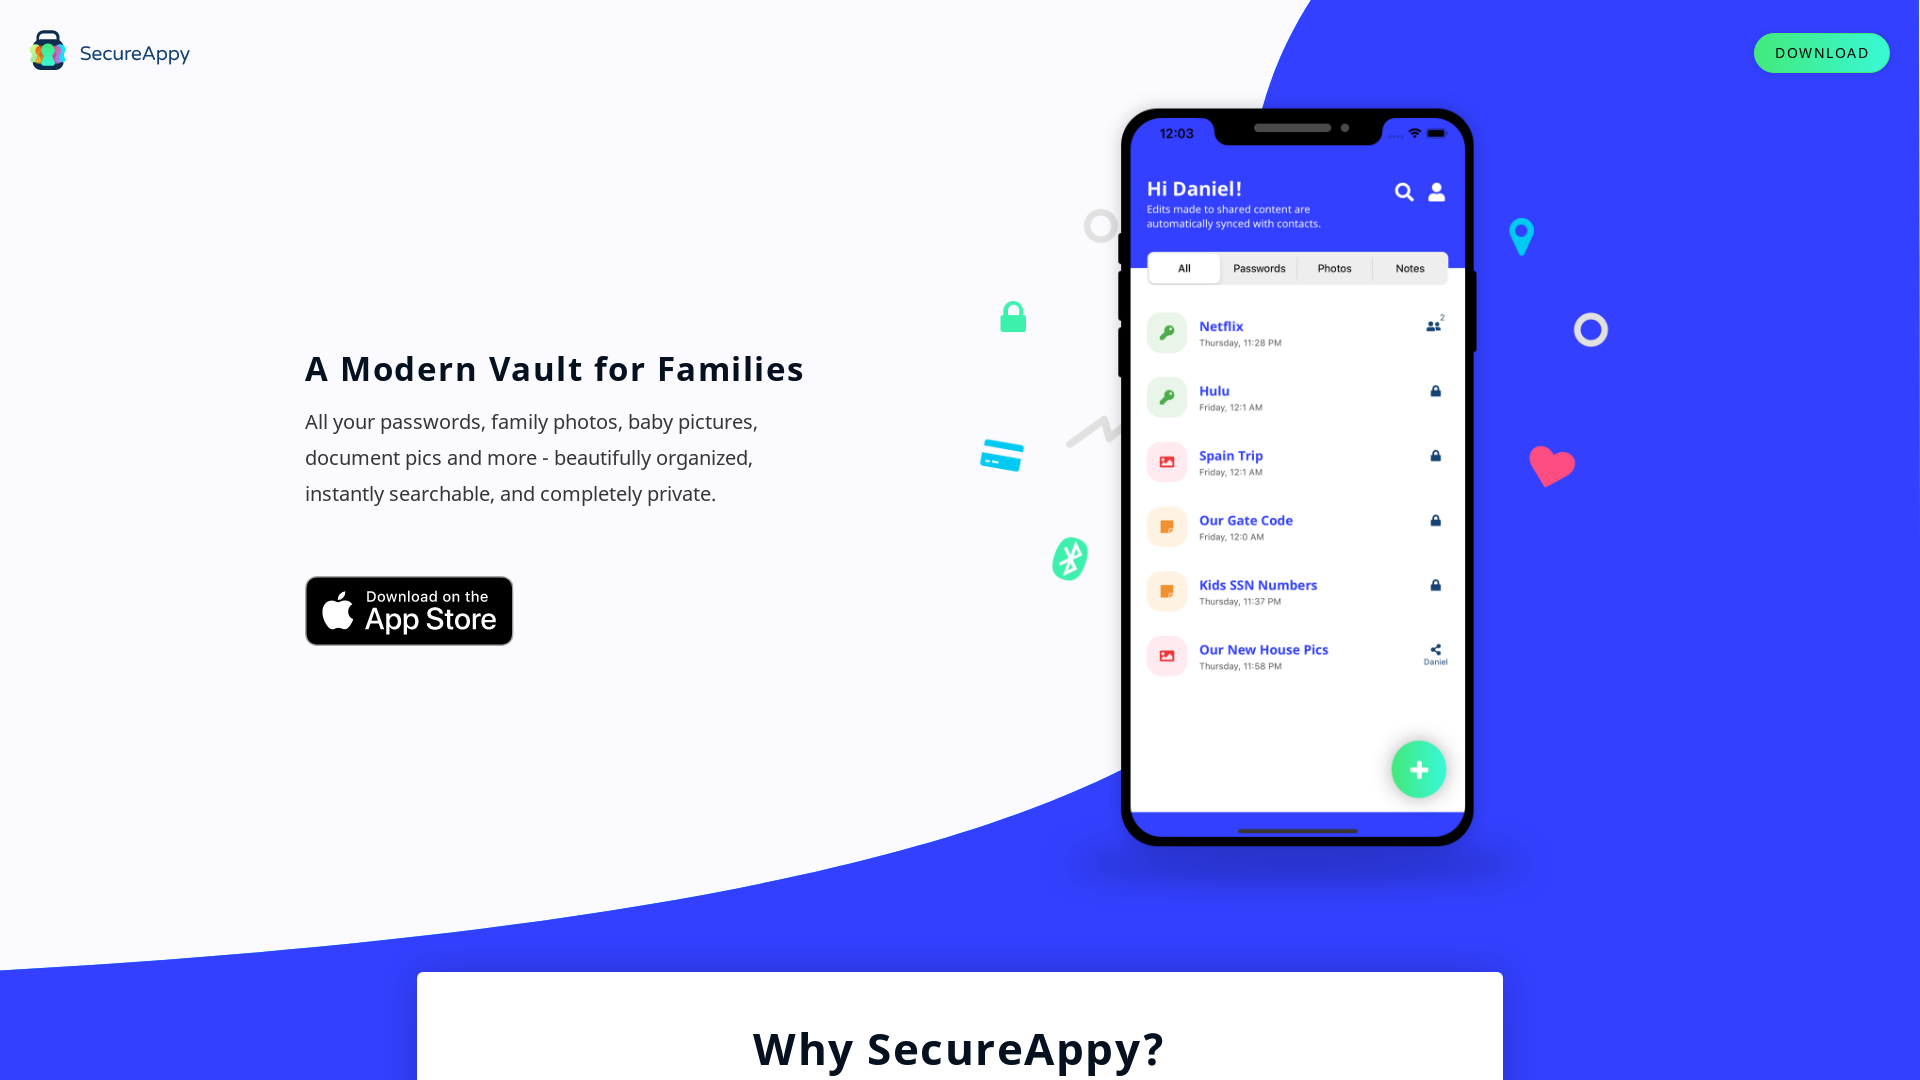 SecureAppy
DOWNLOAD
A Modern Vault for Families
All your passwords, family photos, baby pictures,
document pics and more - beautifully organized,
instantly searchable, and completely private.
Download on the
App Store
12:03
Hi Daniel!
Edits made to shared content are
automatically synced with contacts.
All Passwords Photos Notes
Netflix
2
Thursday, 11:28 PM
Hulu
Friday, 12:1 AM
Spain Trip
Friday, 12:1 AM
Our Gate Code
Friday, 12:0 AM
Kids SSN Numbers
Thursday, 11:37 PM
Our New House Pics
Thursday, 11:58 PM
Daniel
Why SecureAppy?